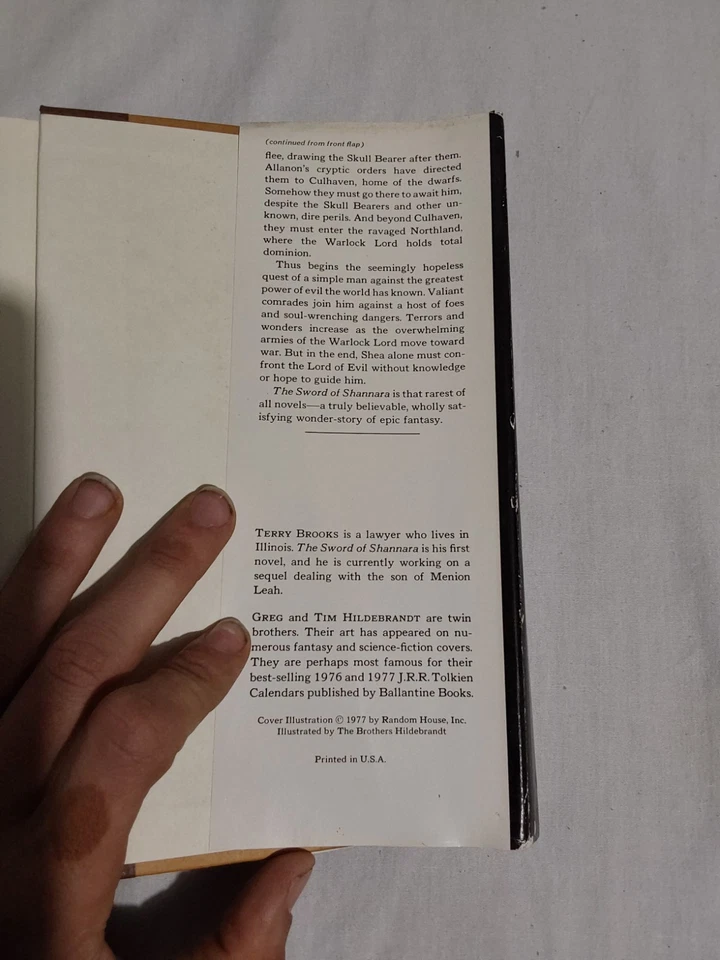 (continued from front flap)
flee, drawing the Skull Bearer after them.
Allanon's cryptic orders have directed
them to Culhaven, home of the dwarfs.
Somehow they must go there to await him,
despite the Skull Bearers and other un-
known, dire perils. And beyond Culhaven,
they must enter the ravaged Northland,
where the Warlock Lord holds total
dominion.
Thus begins the seemingly hopeless
quest of a simple man against the greatest
power of evil the world has known. Valiant
comrades join him against a host of foes
and soul-wrenching dangers. Terrors and
wonders increase as the overwhelming
armies of the Warlock Lord move toward
war. But in the end, Shea alone must con-
front the Lord of Evil without knowledge
or hope to guide him.
The Sword of Shannara is that rarest of
all novels—a truly believable, wholly sat-
isfying wonder-story of epic fantasy.
TERRY BROOKS is a lawyer who lives in
Illinois. The Sword of Shannara is his first
novel, and he is currently working on a
sequel dealing with the son of Menion
Leah.
GREG and TIM HILDEBRANDT are twin
brothers. Their art has appeared on nu-
merous fantasy and science-fiction covers.
They are perhaps most famous for their
best-selling 1976 and 1977 J.R.R. Tolkien
Calendars published by Ballantine Books.
Cover Illustration © 1977 by Random House, Inc.
Illustrated by The Brothers Hildebrandt
Printed in U.S.A.